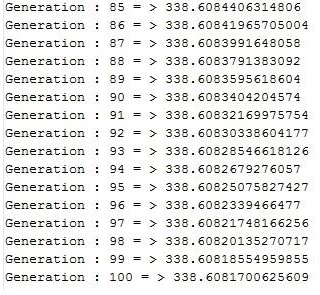 Generation : 85 = > 338.6084406314806
Generation : 86 = > 338.60841965705004
Generation : 87 = > 338.6083991648058
Generation : 88 = > 338.6083791383092
Generation : 89 = > 338.6083595618604
Generation : 90 = > 338.6083404204574
Generation : 91 = > 338.60832169975754
Generation : 92 = > 338.60830338604177
Generation : 93 = > 338.60828546618126
Generation : 94 = > 338.6082679276057
Generation : 95 = > 338.60825075827427
Generation : 96 = > 338.6082339466477
Generation : 97 = > 338.60821748166256
Generation : 98 = > 338.60820135270717
Generation : 99 = > 338.60818554959855
Generation : 100 = > 338.6081700625609